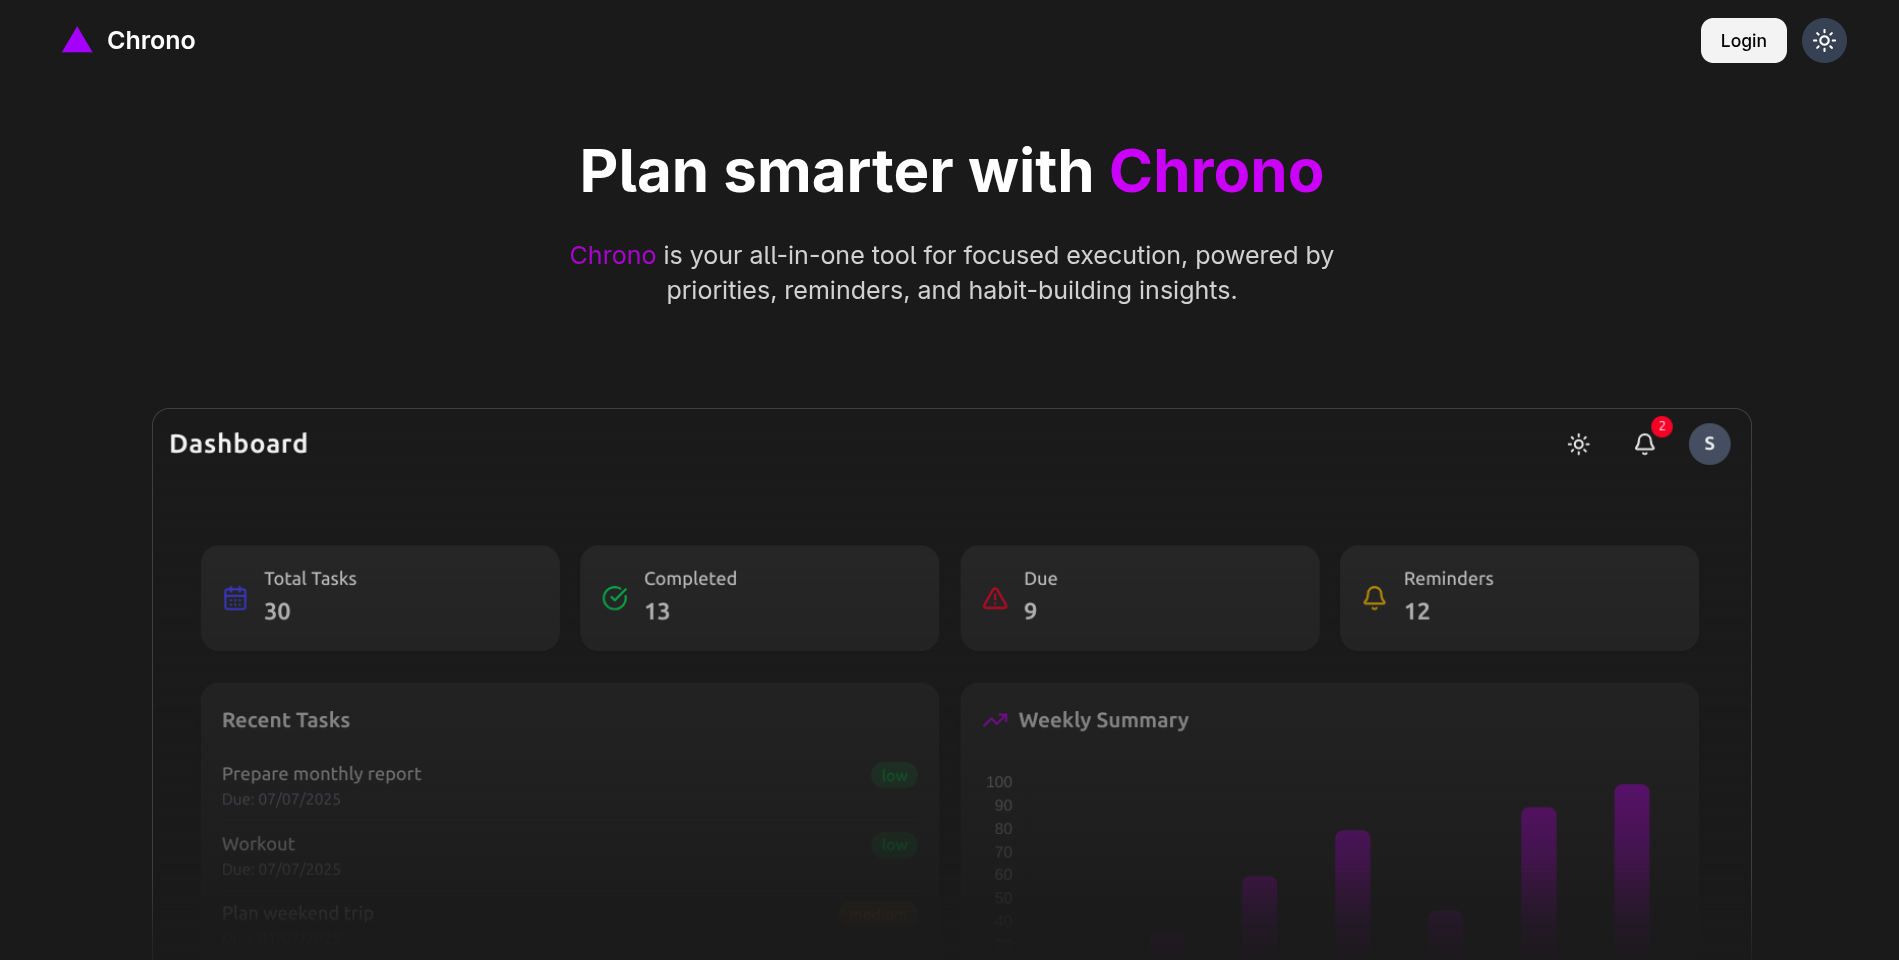 Chrono
Login
Plan smarter with Chrono
Chrono is your all-in-one tool for focused execution, powered by
priorities, reminders, and habit-building insights.
Dashboard
2
S
Total Tasks
30
Completed
13
Due
9
Reminders
12
Recent Tasks
Prepare monthly report
low
Due: 07/07/2025
Workout
low
Due: 07/07/2025
Plan weekend trip
medium
Weekly Summary
100
90
80
70
60
50
40